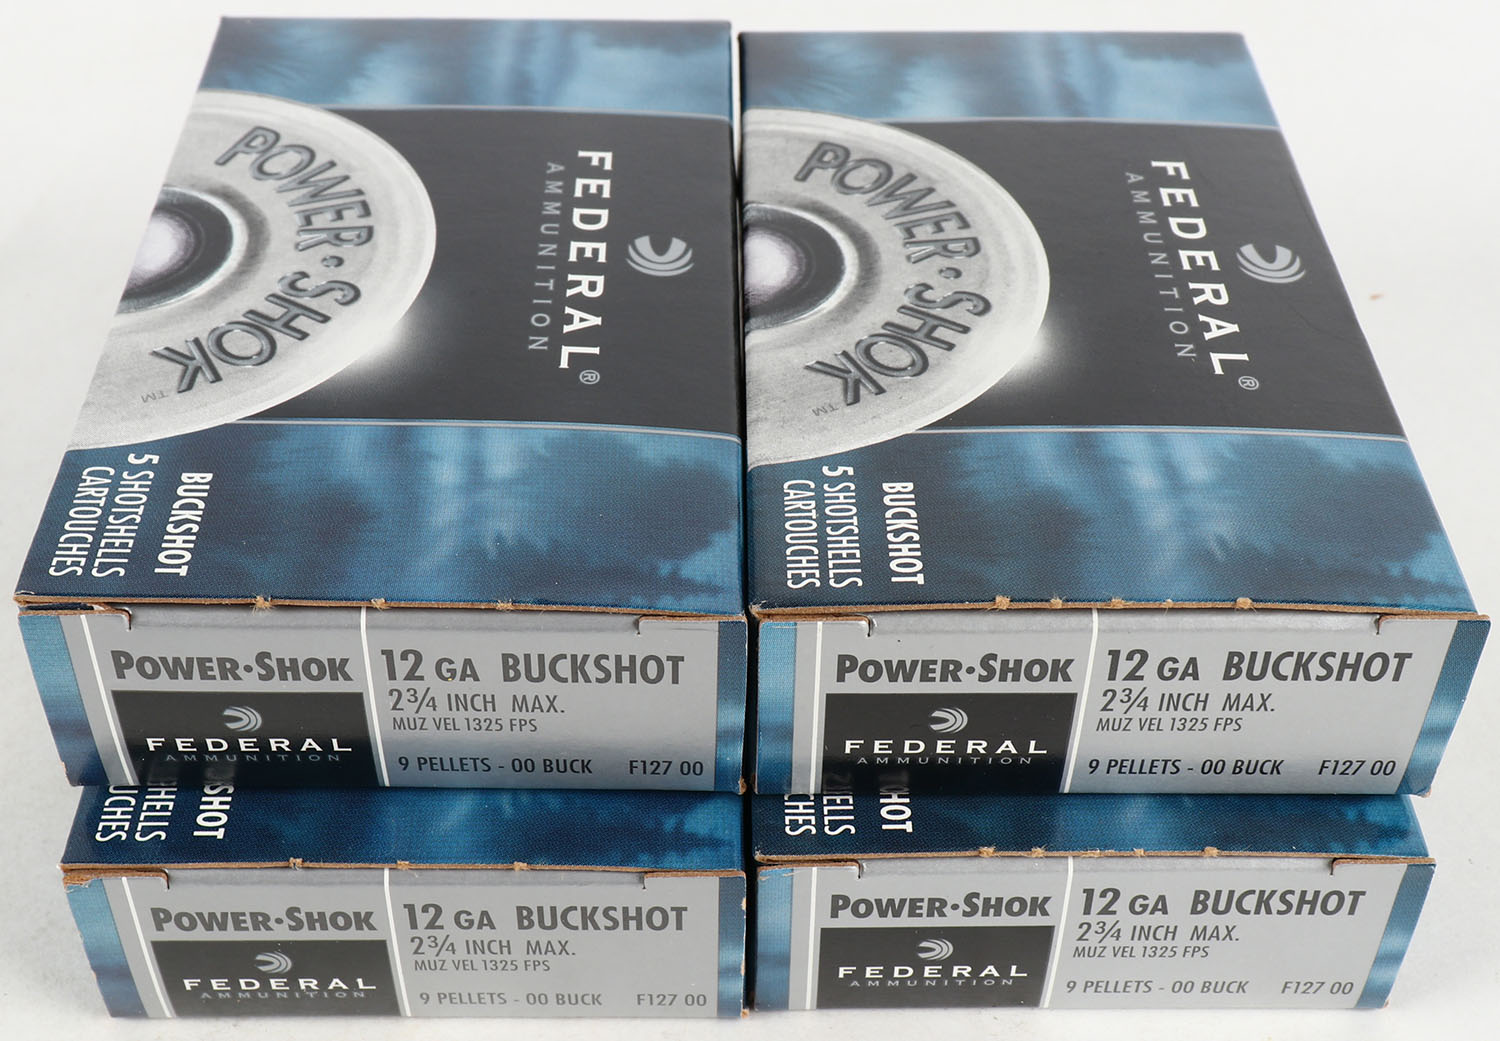 POWER•SHOK™
FEDERAL®
AMMUNITION
BUCKSHOT
5 SHOTSHELLS
CARTOUCHES
POWER•SHOK™
FEDERAL®
AMMUNITION
BUCKSHOT
5 SHOTSHELLS
CARTOUCHES
POWER•SHOK
FEDERAL
AMMUNITION
12 GA BUCKSHOT
2¾ INCH MAX.
MUZ VEL 1325 FPS
9 PELLETS - 00 BUCK F127 00
POWER•SHOK
FEDERAL
AMMUNITION
12 GA BUCKSHOT
2¾ INCH MAX.
MUZ VEL 1325 FPS
9 PELLETS - 00 BUCK F127 00
POWER•SHOK
FEDERAL
AMMUNITION
12 GA BUCKSHOT
2¾ INCH MAX.
MUZ VEL 1325 FPS
9 PELLETS - 00 BUCK F127 00
POWER•SHOK
FEDERAL
AMMUNITION
12 GA BUCKSHOT
2¾ INCH MAX.
MUZ VEL 1325 FPS
9 PELLETS - 00 BUCK F127 00